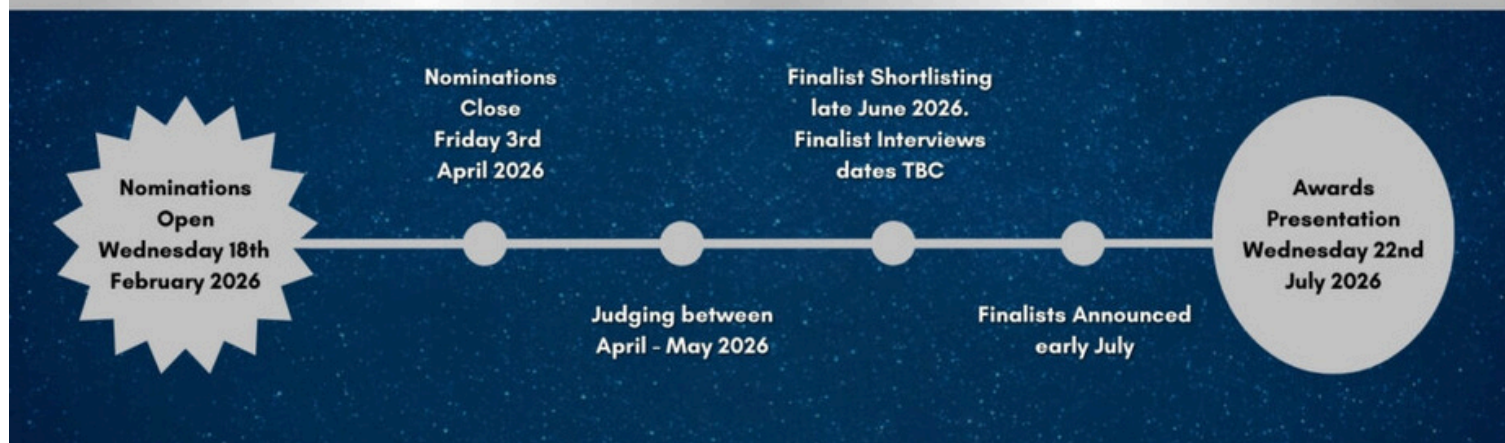 Nominations
Open
Wednesday 18th
February 2026
Nominations
Close
Friday 3rd
April 2026
Judging between
April - May 2026
Finalist Shortlisting
late June 2026.
Finalist Interviews
dates TBC
Finalists Announced
early July
Awards
Presentation
Wednesday 22nd
July 2026